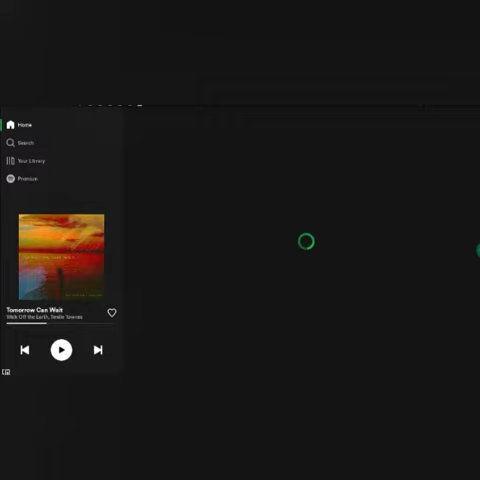 Home
Search
Your Library
Premium
Tomorrow Can Wait
Walk Off the Earth, Tenille Townes